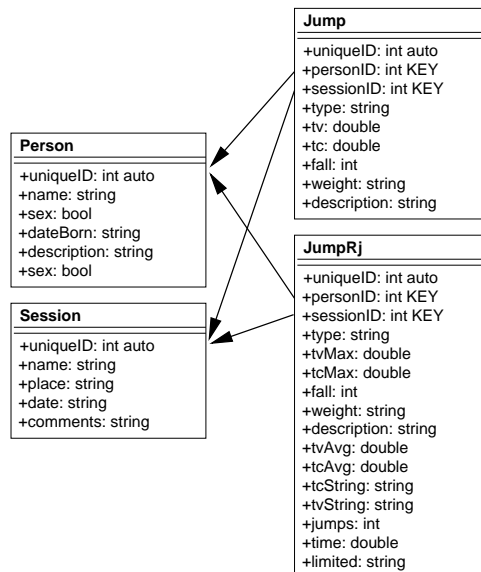 Jump
+uniqueID: int auto
+personID: int KEY
+sessionID: int KEY
+type: string
+tv: double
+tc: double
+fall: int
+weight: string
+description: string
Person
+uniqueID: int auto
+name: string
+sex: bool
+dateBorn: string
+description: string
+sex: bool
JumpRj
+uniqueID: int auto
+personID: int KEY
+sessionID: int KEY
+type: string
+tvMax: double
+tcMax: double
+fall: int
+weight: string
+description: string
+tvAvg: double
+tcAvg: double
+tcString: string
+tvString: string
+jumps: int
+time: double
+limited: string
Session
+uniqueID: int auto
+name: string
+place: string
+date: string
+comments: string